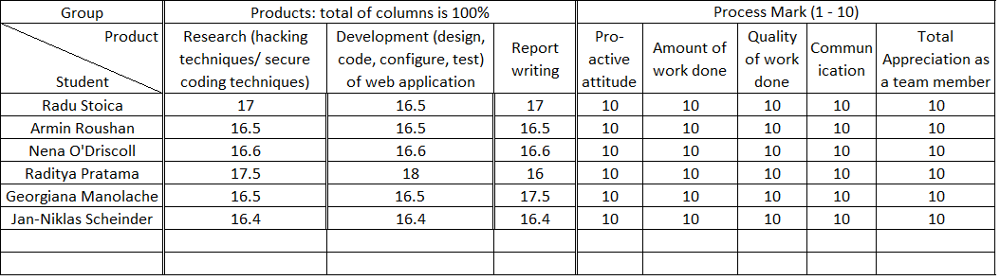 Group Products: total of columns is 100% Process Mark (1 - 10)
Product
Student
Research (hacking
techniques/ secure
coding techniques)
Development (design,
code, configure, test)
of web application
Report
writing
Pro-
active
attitude
Amount of
work done
Quality
of work
done
Commun
ication
Total
Appreciation as
a team member
Radu Stoica 17 16.5 17 10 10 10 10 10
Armin Roushan 16.5 16.5 16.5 10 10 10 10 10
Nena O'Driscoll 16.6 16.6 16.6 10 10 10 10 10
Raditya Pratama 17.5 18 16 10 10 10 10 10
Georgiana Manolache 16.5 16.5 17.5 10 10 10 10 10
Jan-Niklas Scheinder 16.4 16.4 16.4 10 10 10 10 10